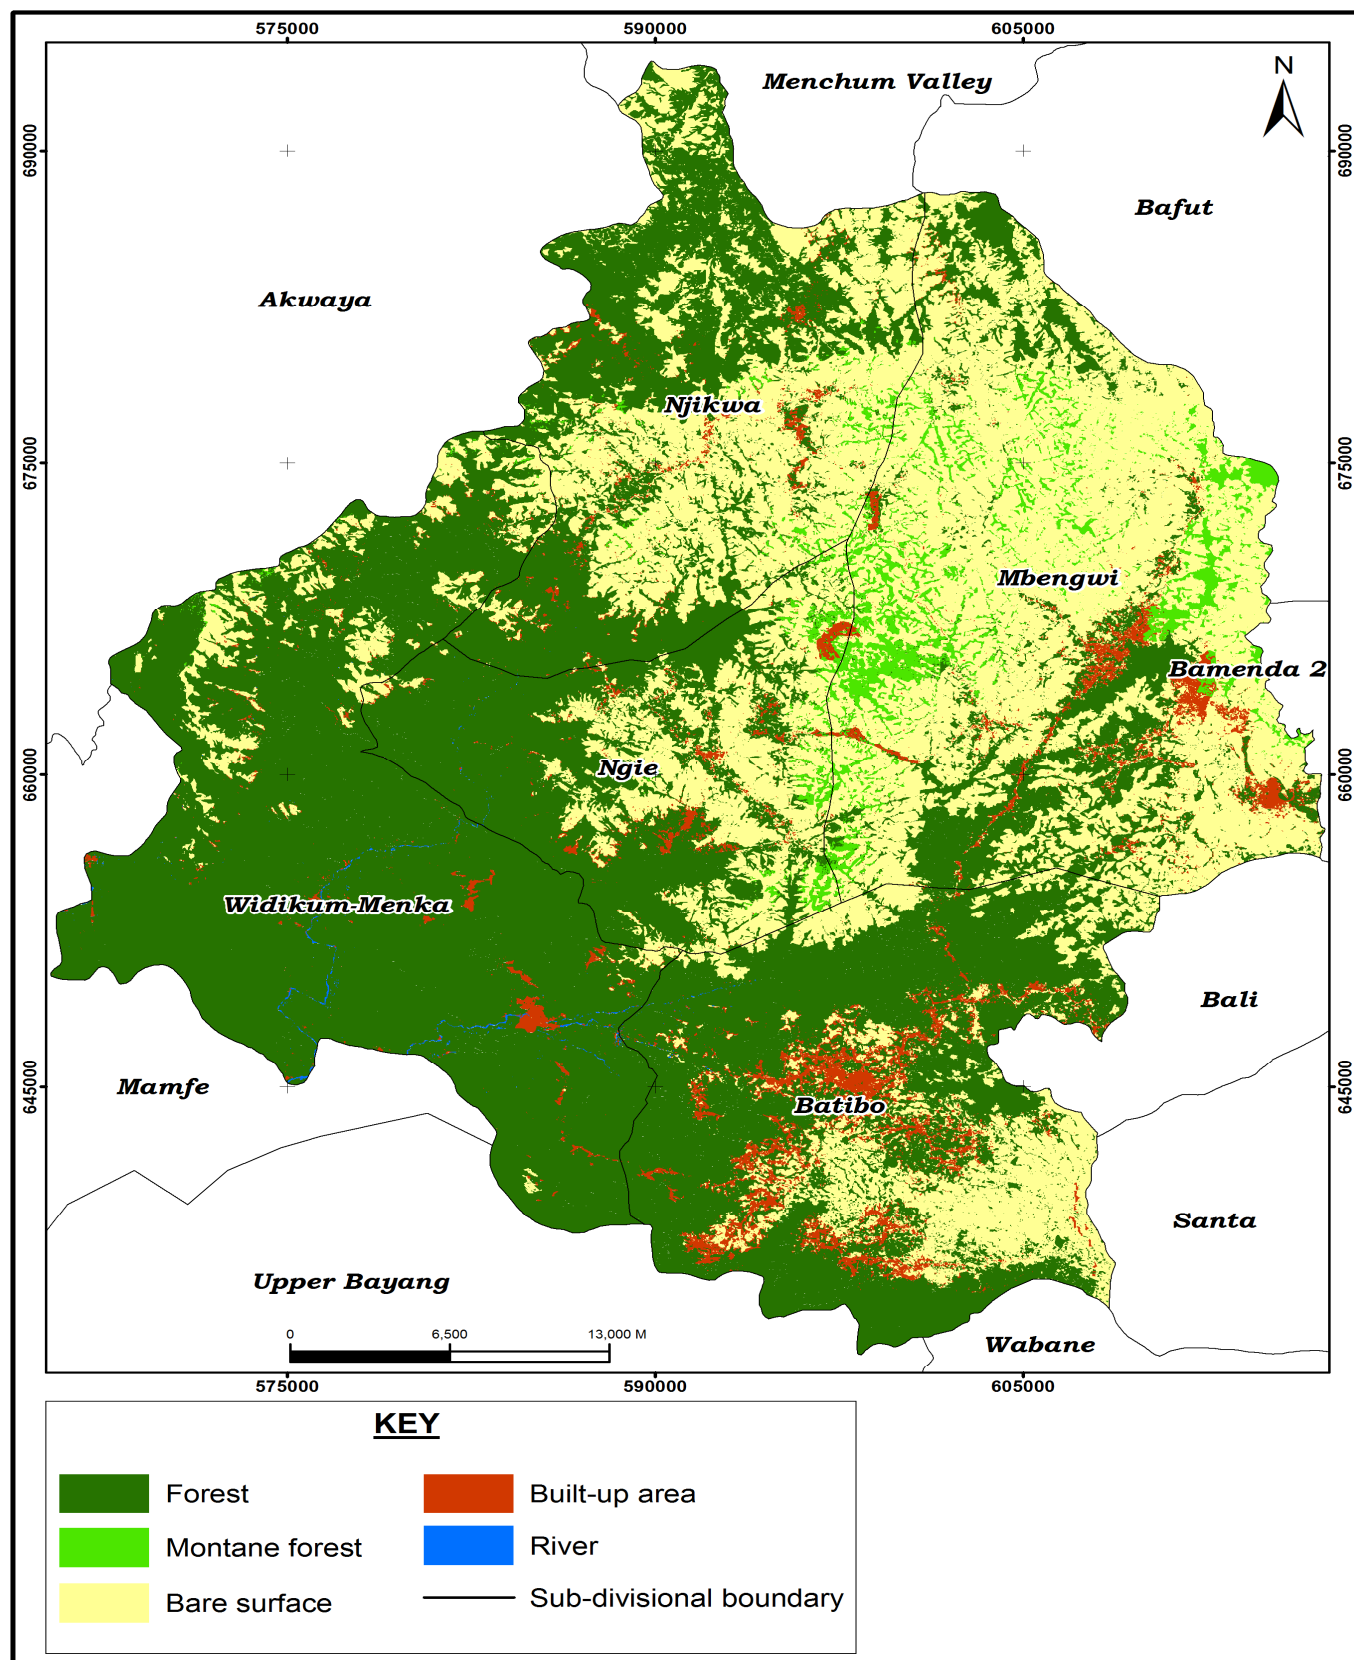 575000 590000 605000
N
Menchum Valley
690000 690000
Bafut
Akwaya
Njikwa
675000 675000
Mbengwi
Bamenda 2
Ngie
660000 660000
Widikum-Menka
Bali
Mamfe
645000 645000
Batibo
Santa
Upper Bayang
Wabane
0 6,500 13,000 M
575000 590000 605000
KEY
Forest Built-up area
Montane forest River
Bare surface Sub-divisional boundary